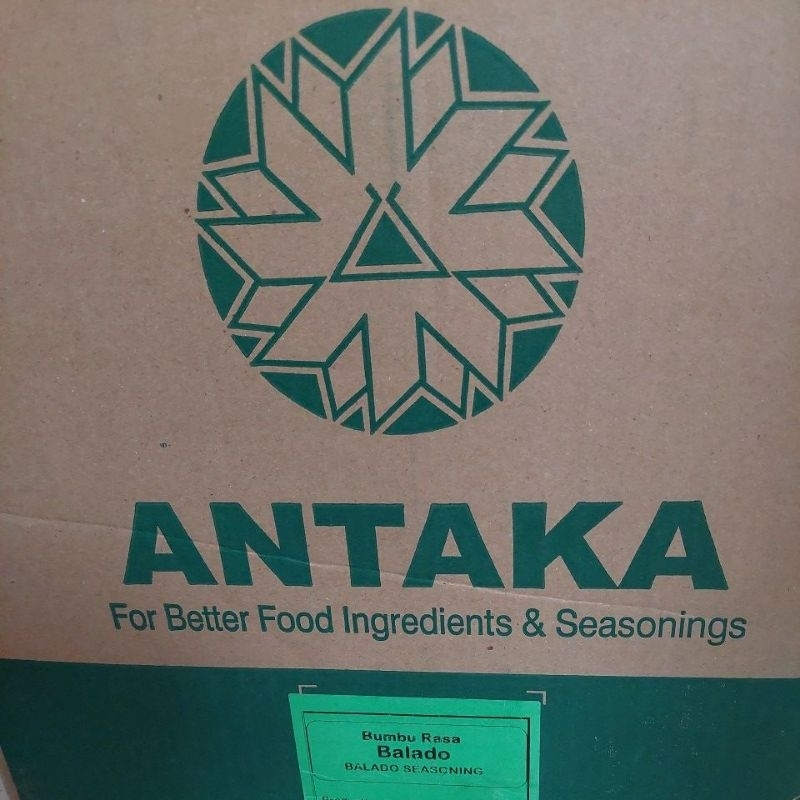 ANTAKA
For Better Food Ingredients & Seasonings
Bumbu Rasa
Balado
BALADO SEASONING